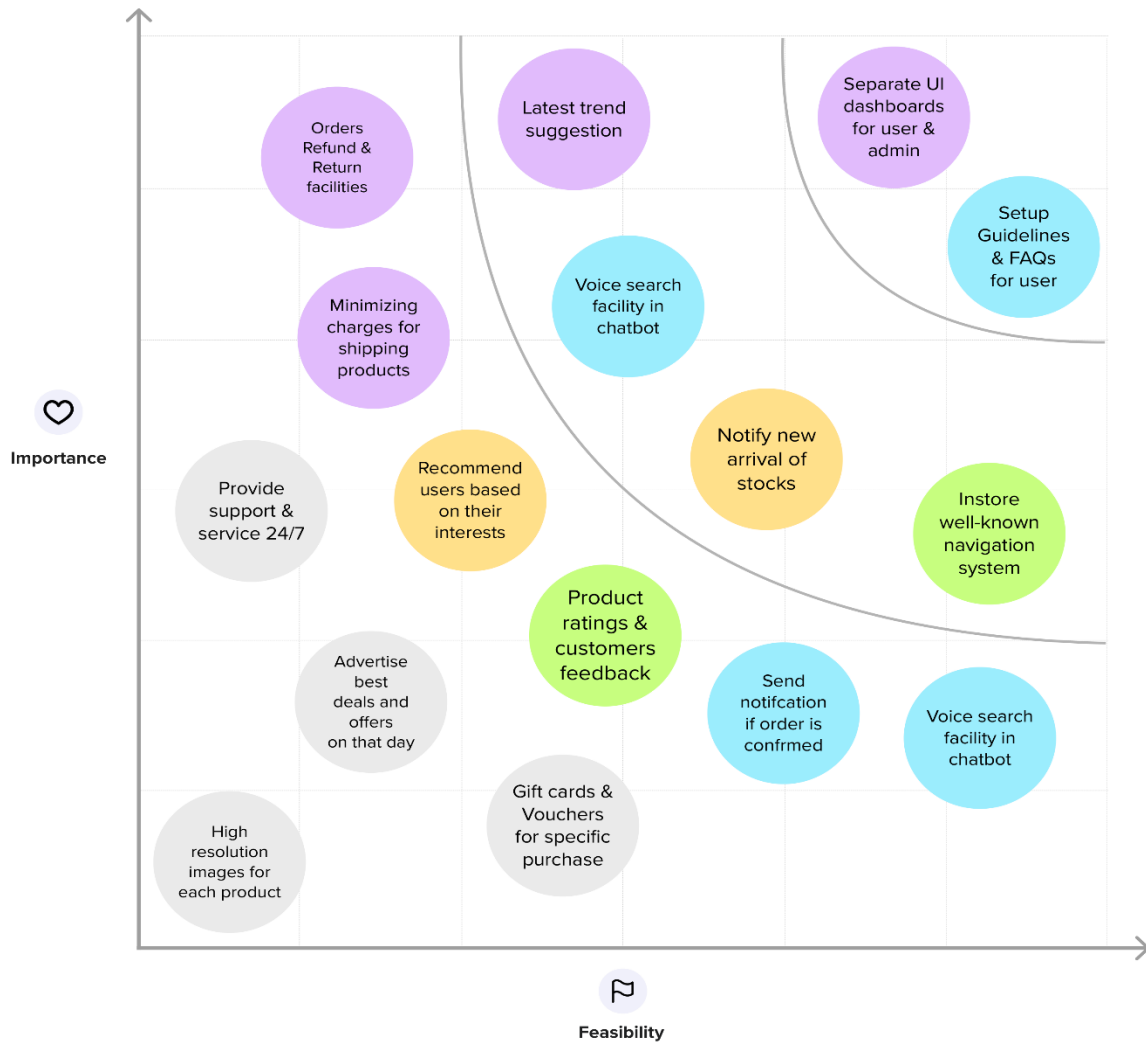 Latest trend
suggestion
Separate UI
dashboards
for user &
admin
Orders
Refund &
Return
facilities
Setup
Guidelines
& FAQs
for user
Voice search
facility in
chatbot
Minimizing
charges for
shipping
products
Importance
Notify new
arrival of
stocks
Recommend
users based
on their
interests
Provide
support &
service 24/7
Instore
well-known
navigation
system
Product
ratings &
customers
feedback
Advertise
best
deals and
offers
on that day
Send
notifcation
if order is
confrmed
Voice search
facility in
chatbot
Gift cards &
Vouchers
for specific
purchase
High
resolution
images for
each product
Feasibility